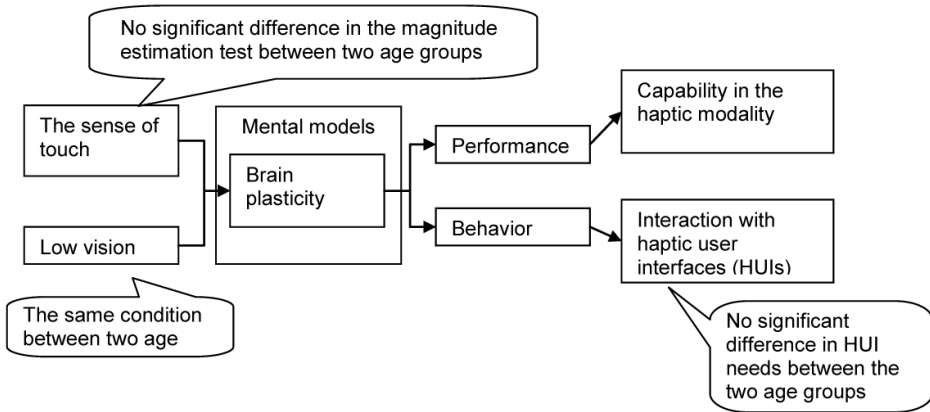 No significant difference in the magnitude
estimation test between two age groups
The sense of
touch
Low vision
The same condition
between two age
Mental models
Brain
plasticity
Performance
Behavior
Capability in the
haptic modality
Interaction with
haptic user
interfaces (HUIs)
No significant
difference in HUI
needs between the
two age groups